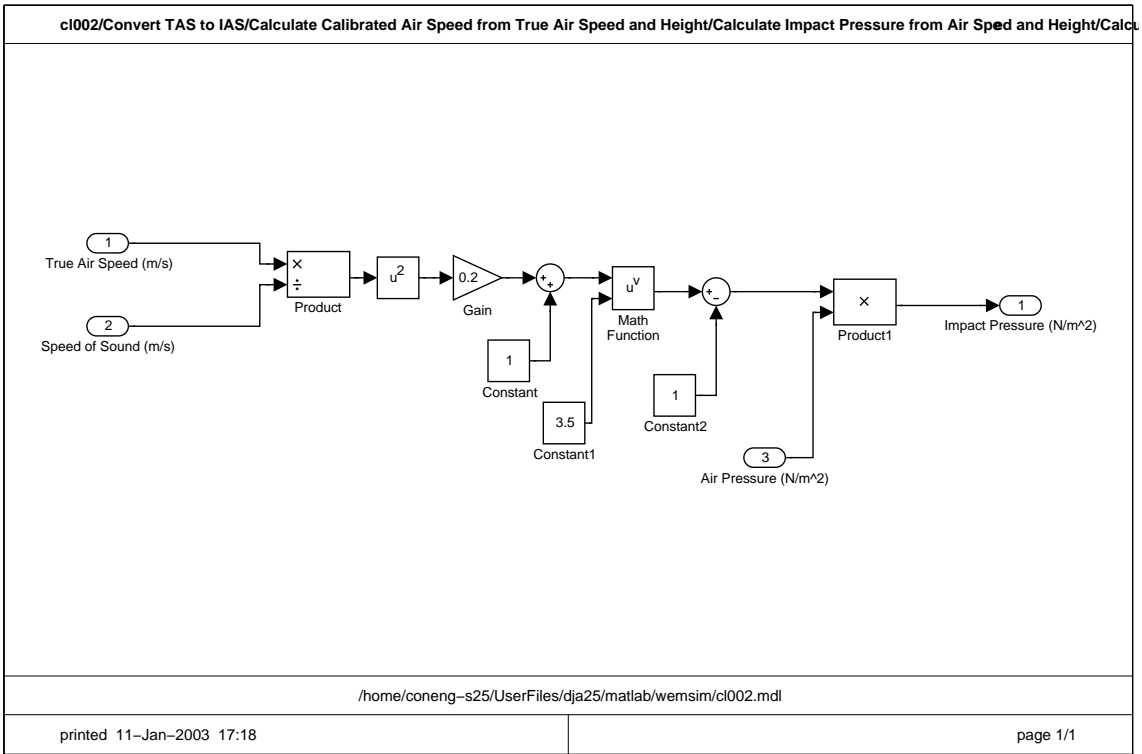 cl002/Convert TAS to IAS/Calculate Calibrated Air Speed from True Air Speed and Height/Calculate Impact Pressure from Air Speed and Height/Calcu
1
True Air Speed (m/s)
2
Speed of Sound (m/s)
×
÷
Product
u^2
0.2
Gain
+
+
1
Constant
3.5
Constant1
u^v
Math
Function
+
−
1
Constant2
3
Air Pressure (N/m^2)
×
Product1
1
Impact Pressure (N/m^2)
/home/coneng−s25/UserFiles/dja25/matlab/wemsim/cl002.mdl
printed 11−Jan−2003 17:18
page 1/1